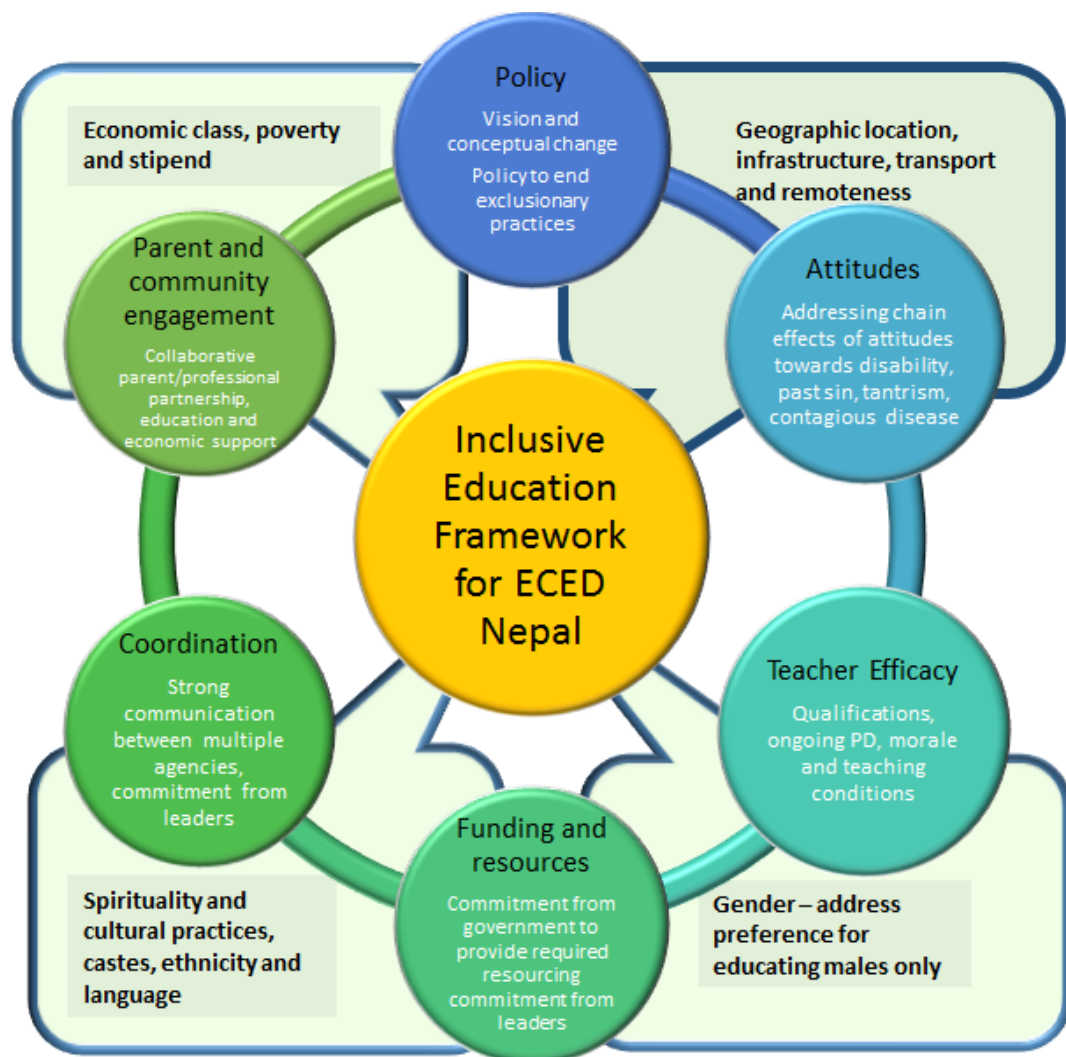 Policy
Vision and
conceptual change
Policy to end
exclusionary
practices
Economic class, poverty
and stipend
Geographic location,
infrastructure, transport
and remoteness
Parent and
community
engagement
Collaborative
parent/professional
partnership,
education and
economic support
Attitudes
Addressing chain
effects of attitudes
towards disability,
past sin, tantrism,
contagious disease
Inclusive
Education
Framework
for ECED
Nepal
Coordination
Strong
communication
between multiple
agencies,
commitment from
leaders
Teacher Efficacy
Qualifications,
ongoing PD, morale
and teaching
conditions
Funding and
resources
Commitment from
government to
provide required
resourcing
commitment from
leaders
Spirituality and
cultural practices,
castes, ethnicity and
language
Gender – address
preference for
educating males only